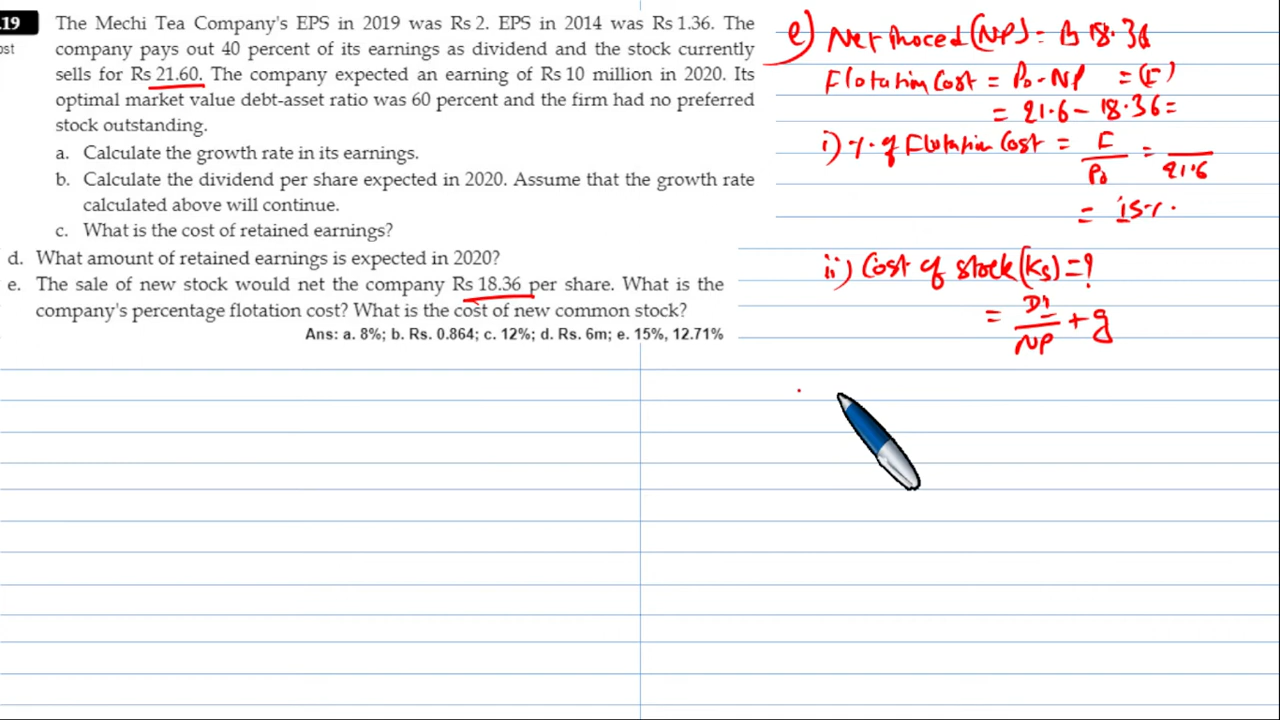 .19
ost
The Mechi Tea Company's EPS in 2019 was Rs 2. EPS in 2014 was Rs 1.36. The
company pays out 40 percent of its earnings as dividend and the stock currently
sells for Rs 21.60. The company expected an earning of Rs 10 million in 2020. Its
optimal market value debt-asset ratio was 60 percent and the firm had no preferred
stock outstanding.
a. Calculate the growth rate in its earnings.
b. Calculate the dividend per share expected in 2020. Assume that the growth rate
calculated above will continue.
c. What is the cost of retained earnings?
d. What amount of retained earnings is expected in 2020?
e. The sale of new stock would net the company Rs 18.36 per share. What is the
company's percentage flotation cost? What is the cost of new common stock?
Ans: a. 8%; b. Rs. 0.864; c. 12%; d. Rs. 6m; e. 15%, 12.71%
e) Net Proced (NP) = 18.36
Flotation Cost = P0 - NP = (F)
= 21.6 - 18.36 =
i) % of Flotation Cost = F / P0 = / 21.6
= 15%.
ii) Cost of stock (Ks) = ?
= D1 / NP + g